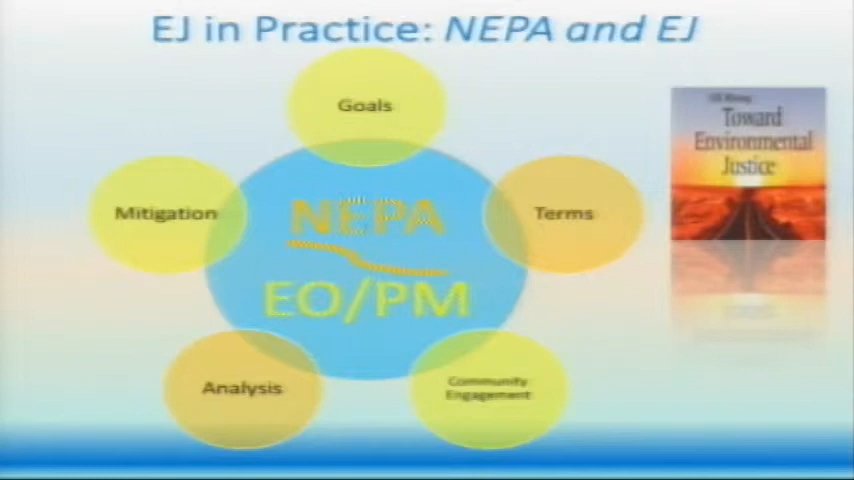 EJ in Practice: NEPA and EJ
Goals
Mitigation
NEPA
Terms
EO/PM
Analysis
Community
Engagement
Toward
Environmental
Justice